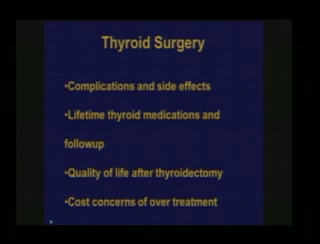 Thyroid Surgery
•Complications and side effects
•Lifetime thyroid medications and
followup
•Quality of life after thyroidectomy
•Cost concerns of over treatment